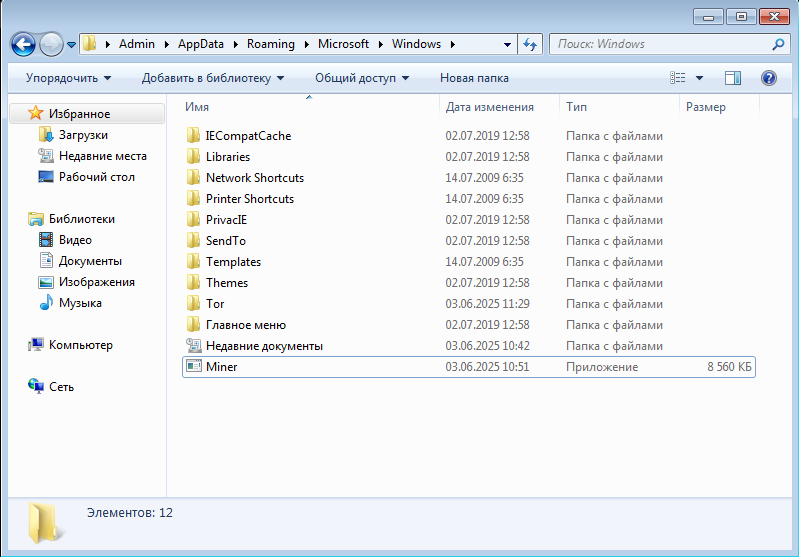 Admin Admin AppData Roaming Microsoft Windows Поиск: Windows
Упорядочить Добавить в библиотеку Общий доступ Новая папка
Имя Дата изменения Тип Размер
Избранное
Загрузки
Недавние места
Рабочий стол
Библиотеки
Видео
Документы
Изображения
Музыка
Компьютер
Сеть
IECompatCache 02.07.2019 12:58 Папка с файлами
Libraries 02.07.2019 12:58 Папка с файлами
Network Shortcuts 14.07.2009 6:35 Папка с файлами
Printer Shortcuts 14.07.2009 6:35 Папка с файлами
PrivacIE 02.07.2019 12:58 Папка с файлами
SendTo 02.07.2019 12:58 Папка с файлами
Templates 14.07.2009 6:35 Папка с файлами
Themes 02.07.2019 12:58 Папка с файлами
Tor 03.06.2025 11:29 Папка с файлами
Главное меню 02.07.2019 12:58 Папка с файлами
Недавние документы 03.06.2025 10:42 Папка с файлами
Miner 03.06.2025 10:51 Приложение 8 560 КБ
Элементов: 12